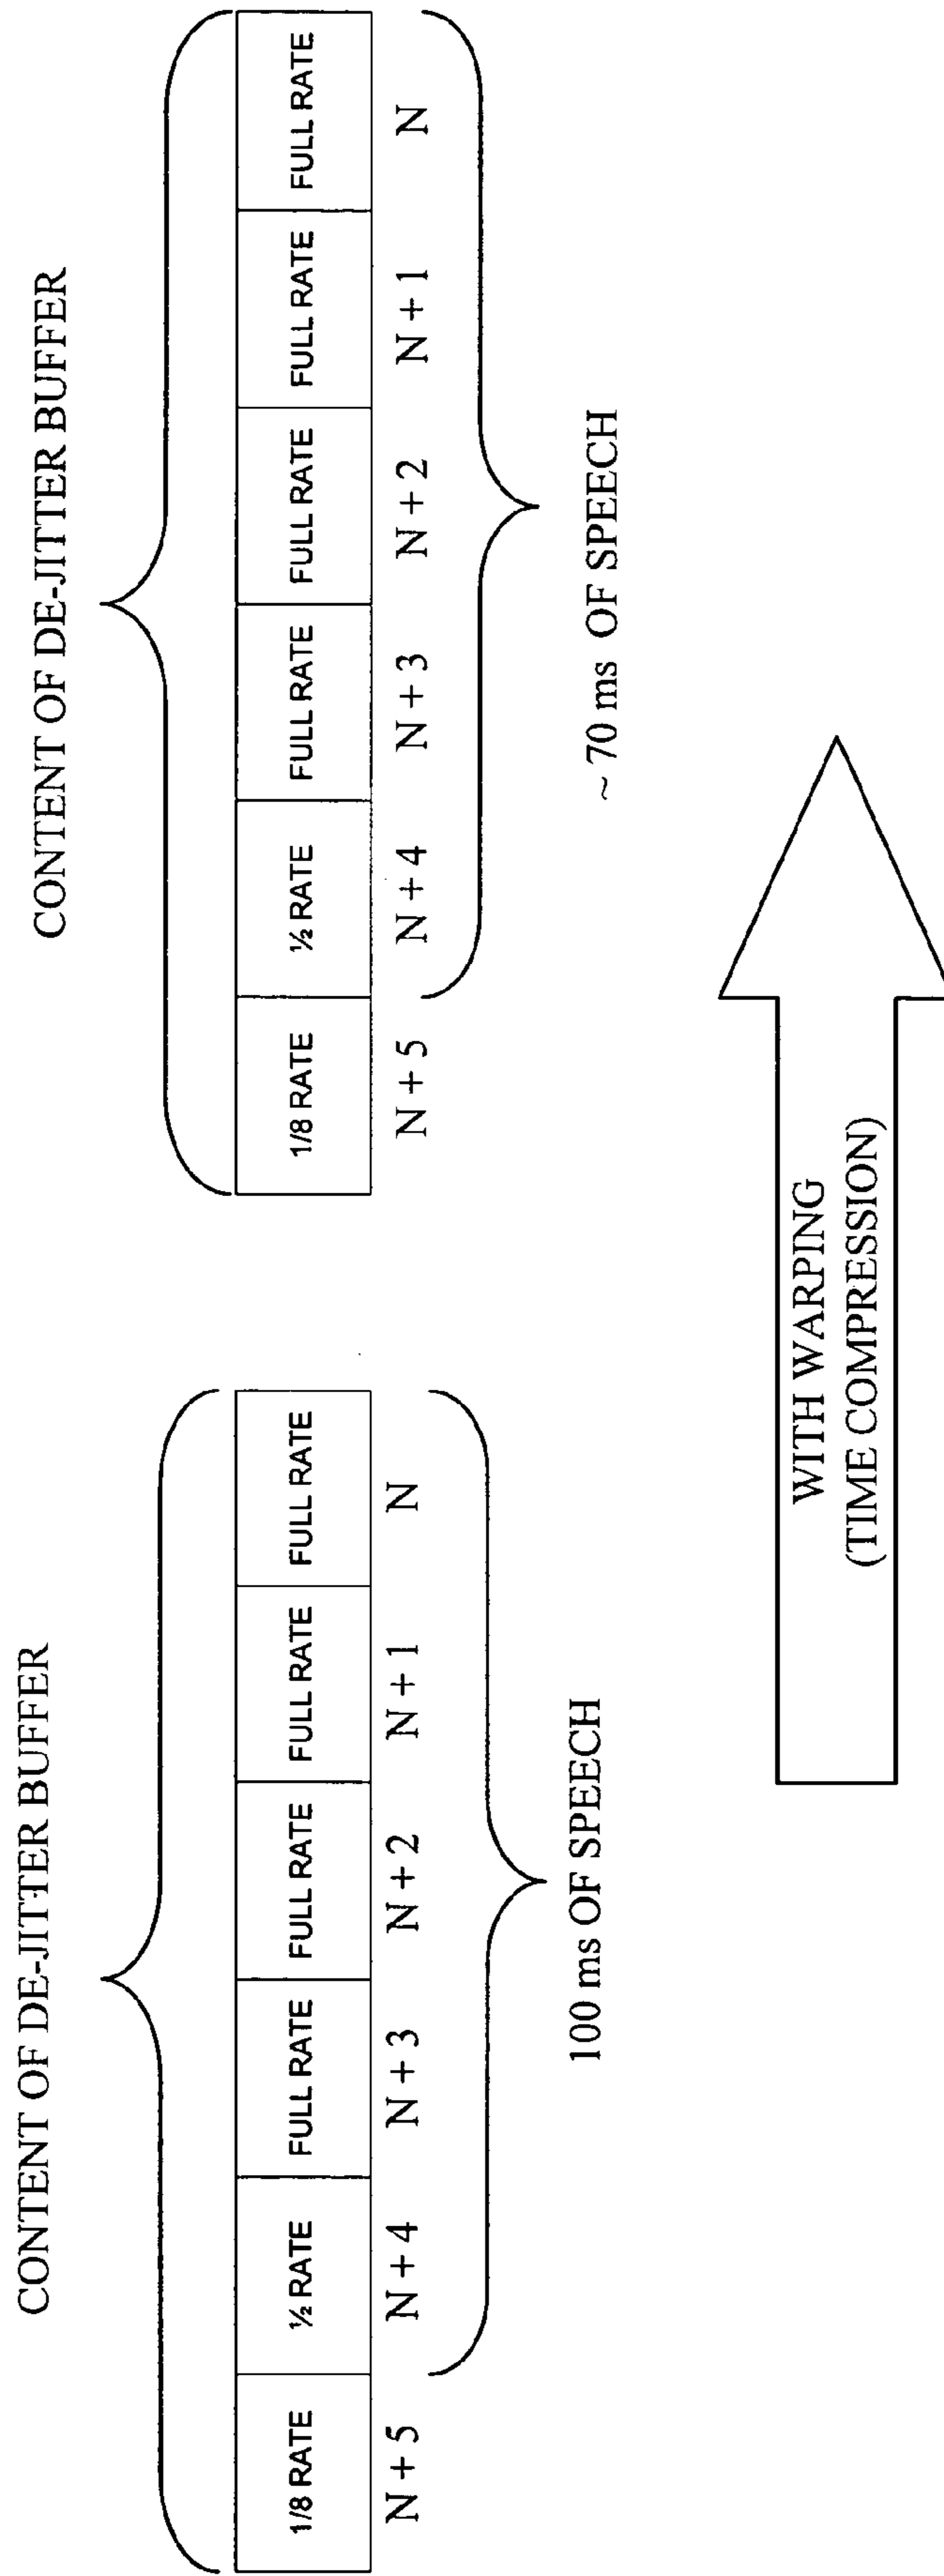 CONTENT OF DE-JITTER BUFFER
1/8 RATE ½ RATE FULL RATE FULL RATE FULL RATE FULL RATE
N + 5 N + 4 N + 3 N + 2 N + 1 N
100 ms OF SPEECH
CONTENT OF DE-JITTER BUFFER
1/8 RATE ½ RATE FULL RATE FULL RATE FULL RATE FULL RATE
N + 5 N + 4 N + 3 N + 2 N + 1 N
~ 70 ms OF SPEECH
WITH WARPING
(TIME COMPRESSION)